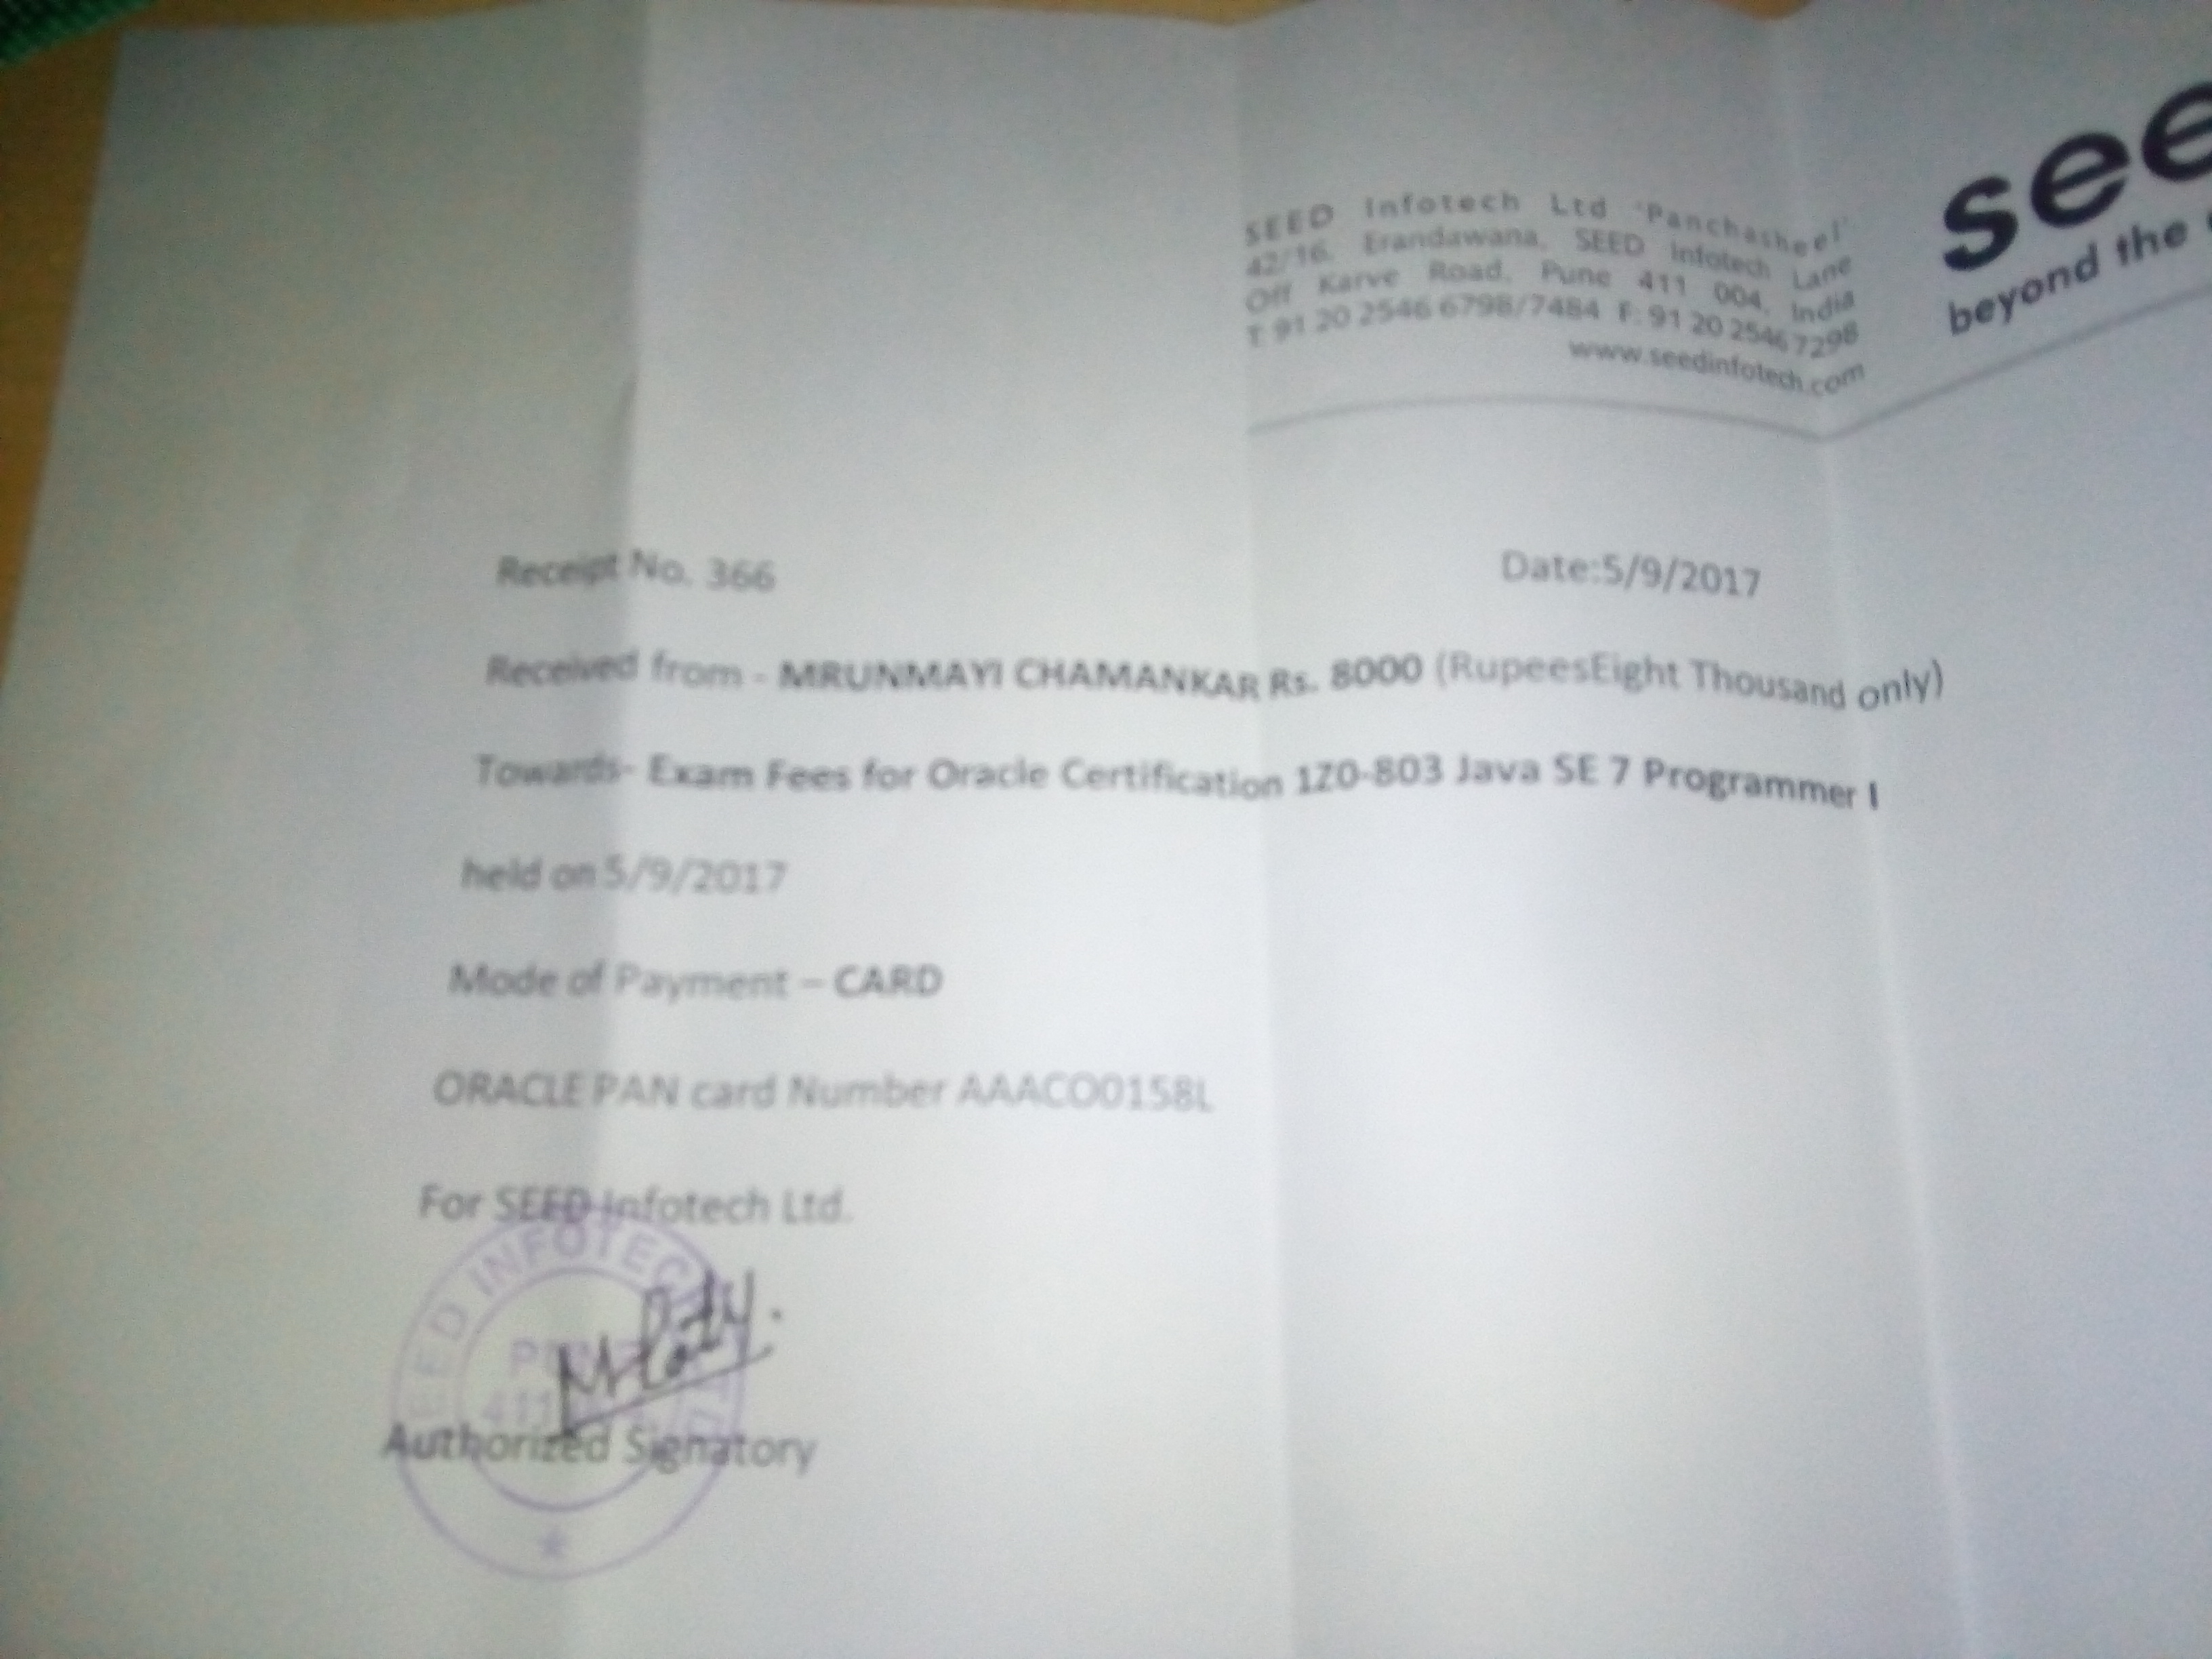 see
beyond the
SEED Infotech Ltd 'Panchasheel'
42/16, Erandawana, SEED Infotech Lane
Off Karve Road, Pune 411 004, India
T: 91 20 2546 6798/7484 F: 91 20 2546 7298
www.seedinfotech.com
Receipt No. 366 Date:5/9/2017
Received from - MRUNMAYI CHAMANKAR Rs. 8000 (RupeesEight Thousand only)
Towards- Exam Fees for Oracle Certification 1Z0-803 Java SE 7 Programmer I
held on 5/9/2017
Mode of Payment – CARD
ORACLE PAN card Number AAACO0158L
For SEED Infotech Ltd.
SEED INFOTECH
Authorized Signatory